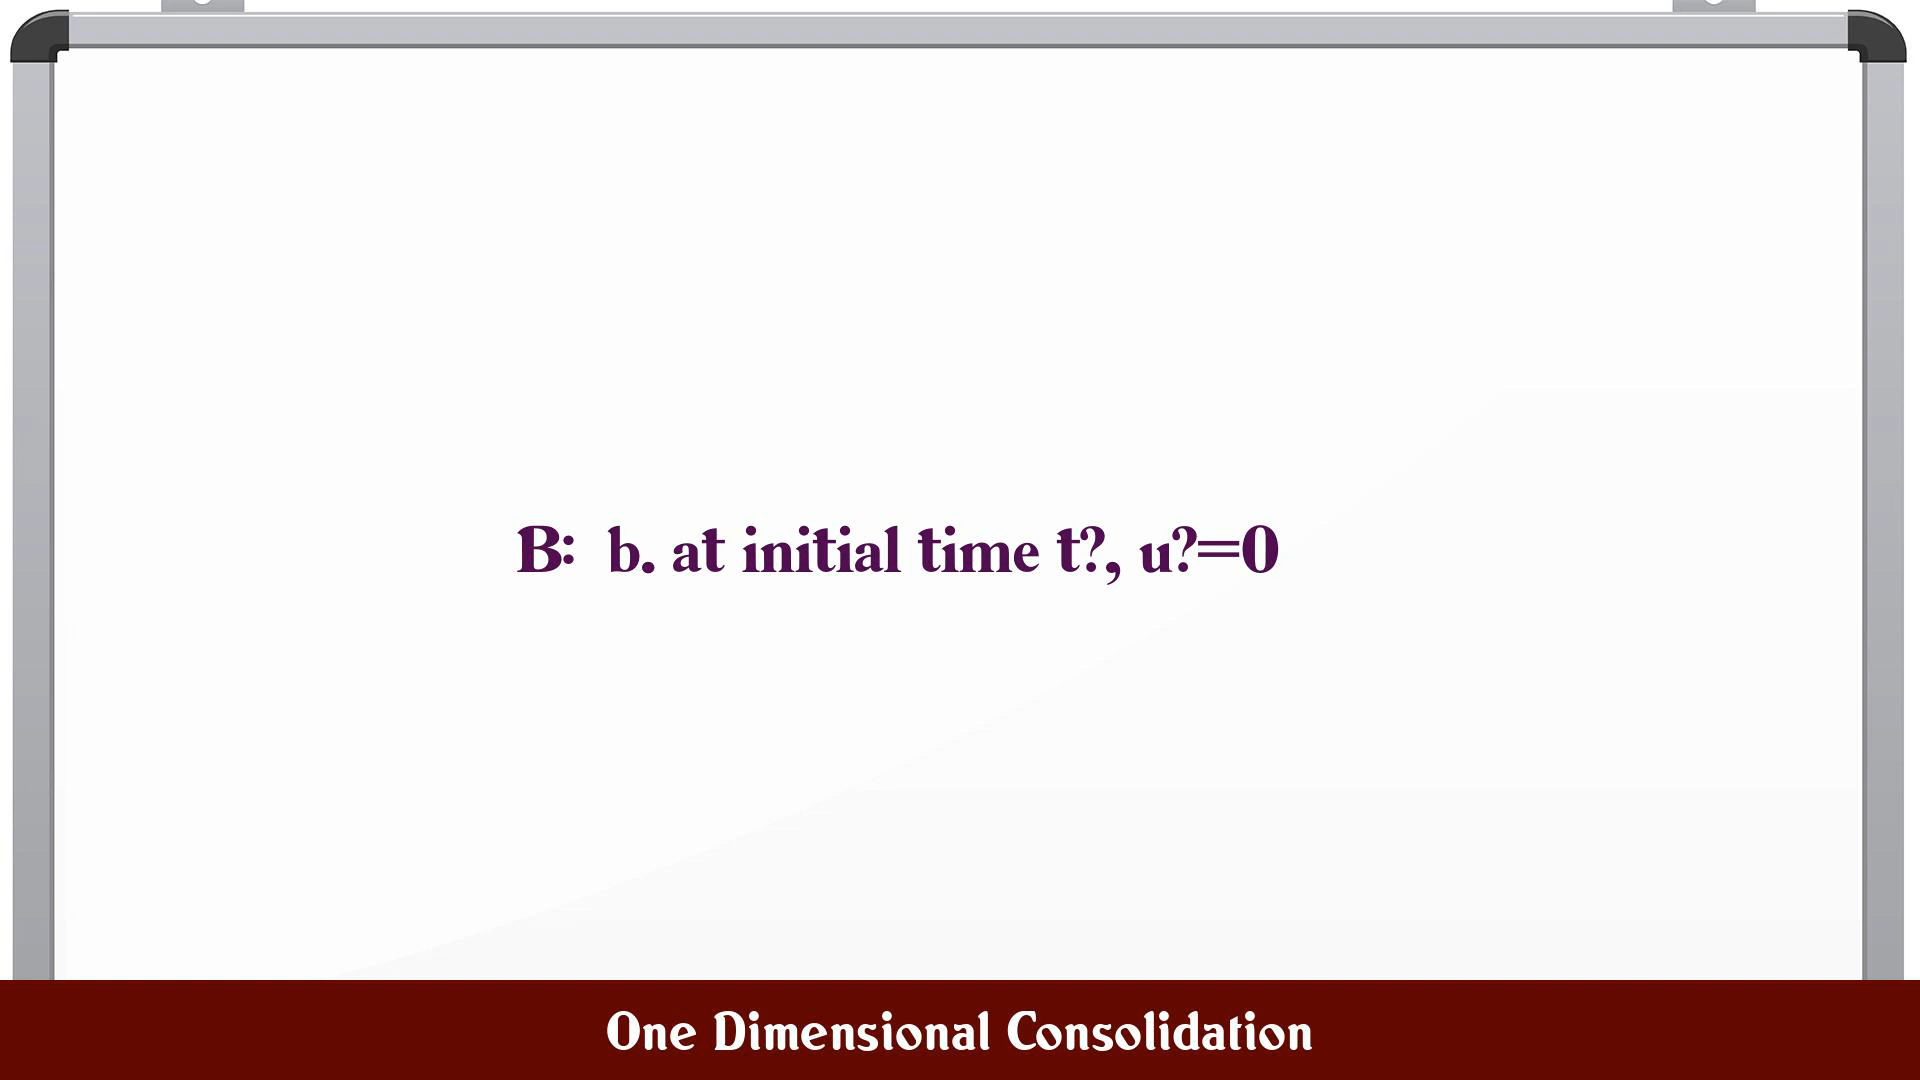 B: b. at initial time t?, u?=0
One Dimensional Consolidation